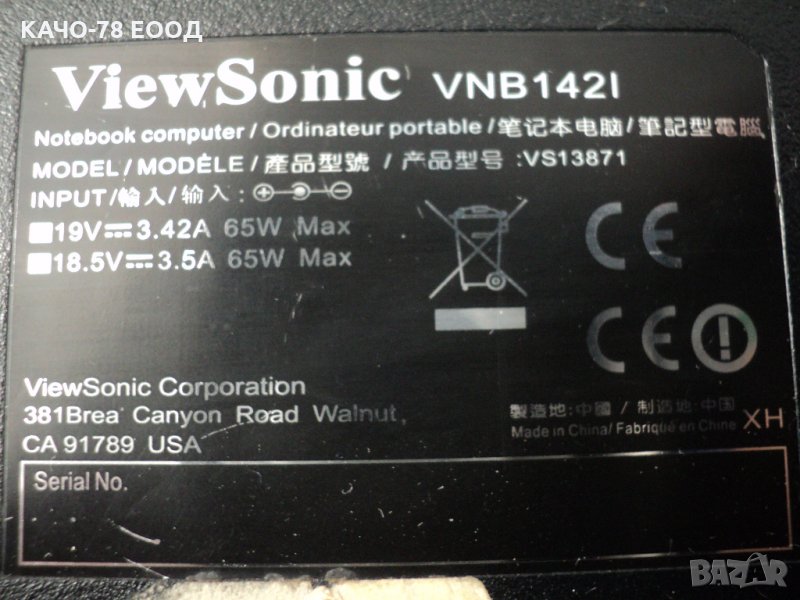 КАЧО-78 ЕООД
ViewSonic VNB142I
Notebook computer / Ordinateur portable / 笔记本电脑 / 筆記型電腦
MODEL / MODÈLE / 產品型號 / 产品型号 : VS13871
INPUT/輸入/输入 :
19V⎓3.42A 65W Max
18.5V⎓3.5A 65W Max
CE
CE
ViewSonic Corporation
381Brea Canyon Road Walnut,
CA 91789 USA
製造地:中國 / 制造地:中国
Made in China/ Fabriqué en Chine XH
Serial No.
BAZAR